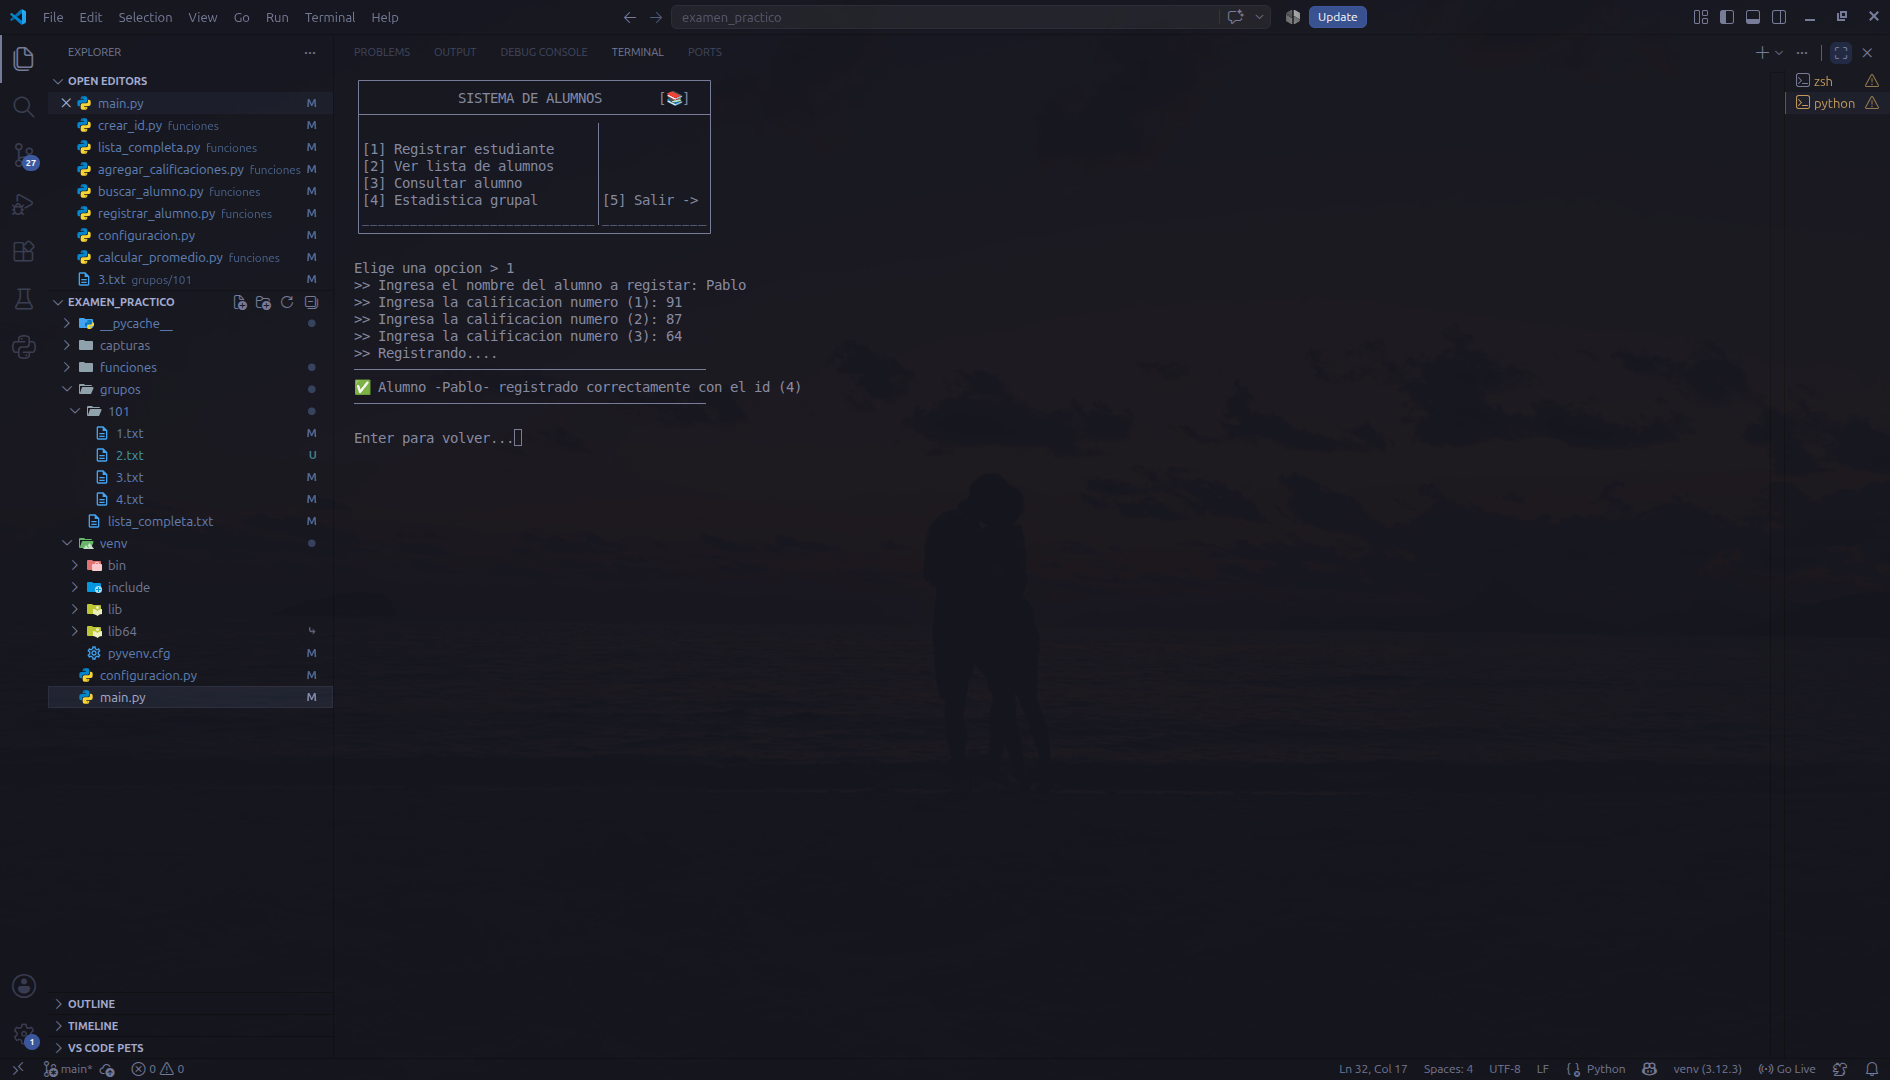 File Edit Selection View Go Run Terminal Help
examen_practico
Update
EXPLORER
OPEN EDITORS
main.py M
crear_id.py funciones M
lista_completa.py funciones M
agregar_calificaciones.py funciones M
buscar_alumno.py funciones M
registrar_alumno.py funciones M
configuracion.py M
calcular_promedio.py funciones M
3.txt grupos/101 M
27
EXAMEN_PRACTICO
__pycache__
capturas
funciones
grupos
101
1.txt M
2.txt U
3.txt M
4.txt M
lista_completa.txt M
venv
bin
include
lib
lib64
pyvenv.cfg M
configuracion.py M
main.py M
OUTLINE
TIMELINE
VS CODE PETS
1
PROBLEMS OUTPUT DEBUG CONSOLE TERMINAL PORTS
zsh
python
SISTEMA DE ALUMNOS [📚]
[1] Registrar estudiante
[2] Ver lista de alumnos
[3] Consultar alumno
[4] Estadistica grupal [5] Salir ->
Elige una opcion > 1
>> Ingresa el nombre del alumno a registar: Pablo
>> Ingresa la calificacion numero (1): 91
>> Ingresa la calificacion numero (2): 87
>> Ingresa la calificacion numero (3): 64
>> Registrando....
✅ Alumno -Pablo- registrado correctamente con el id (4)
Enter para volver...
main* 0 0
Ln 32, Col 17 Spaces: 4 UTF-8 LF { } Python venv (3.12.3) Go Live